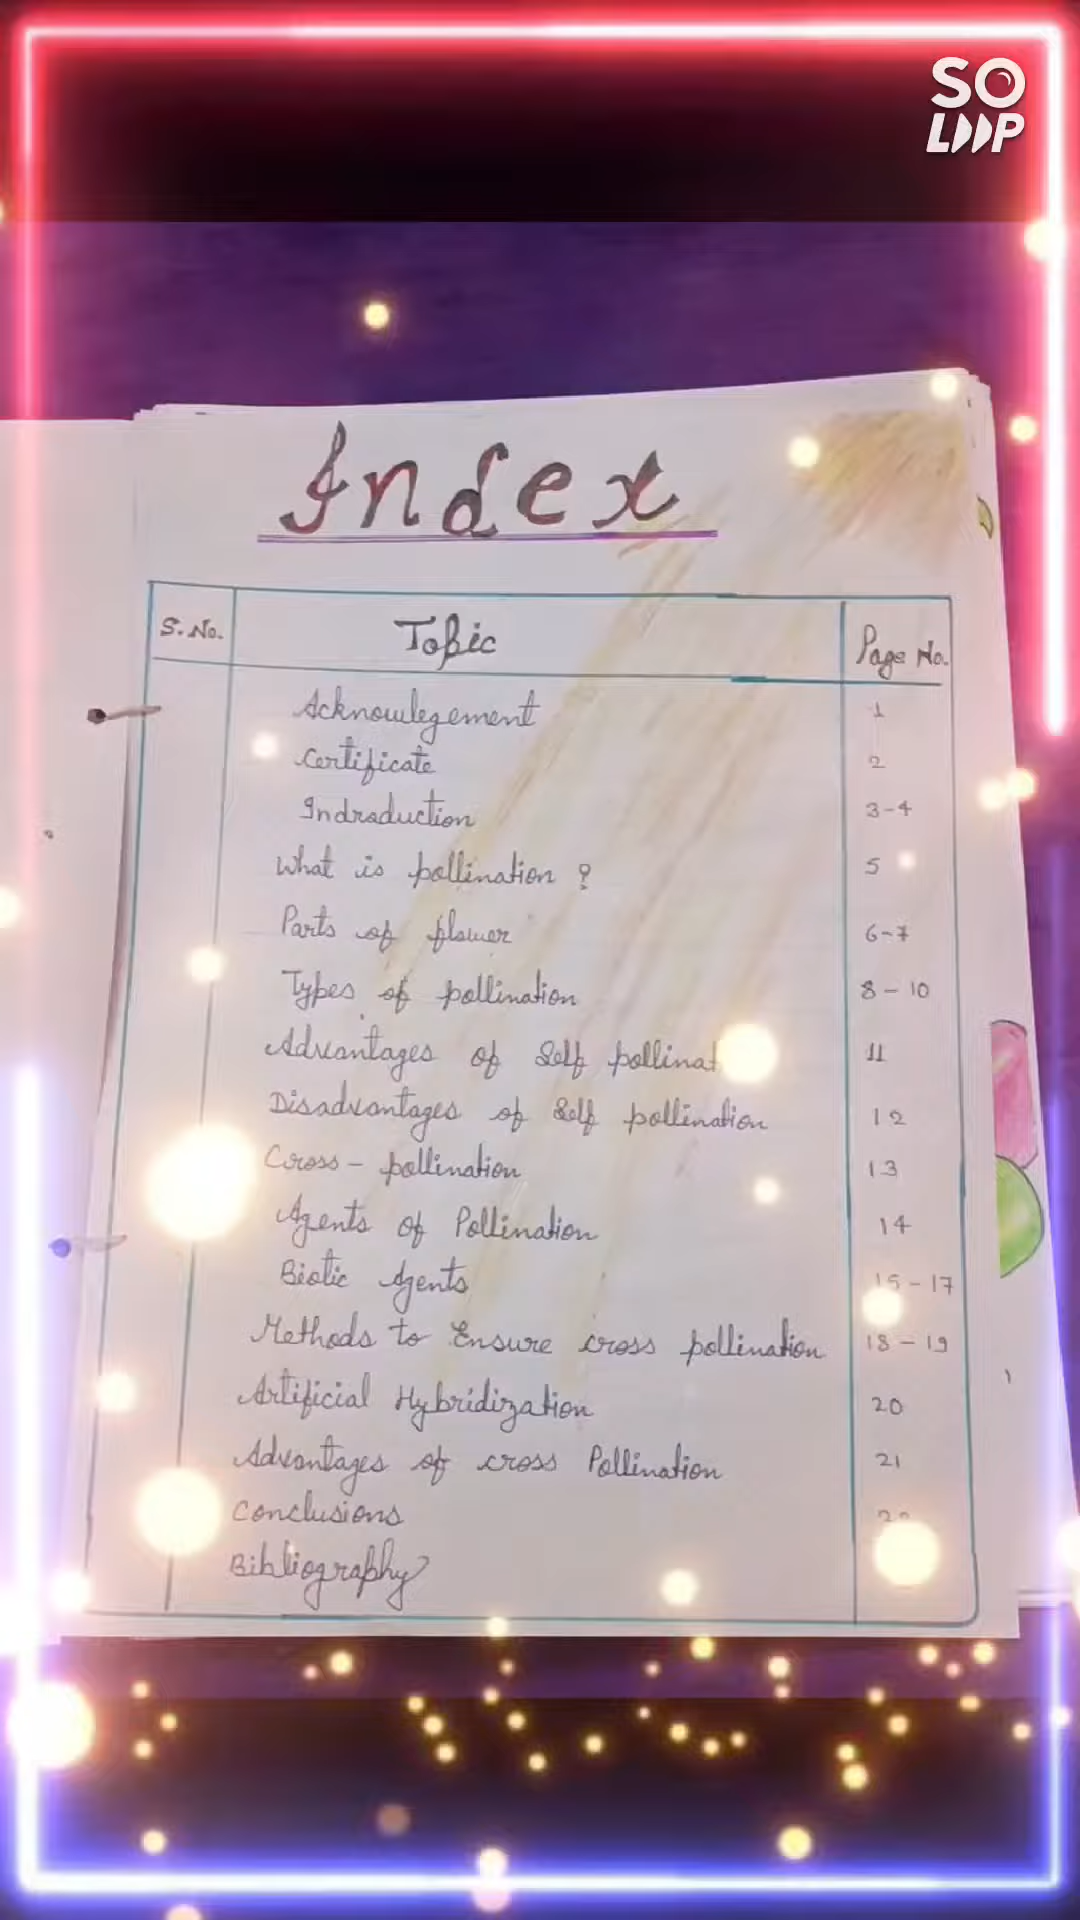 SO
LOOP
Index
S.No. Topic Page No.
Acknowlegement 1
Certificate 2
Indraduction 3-4
What is pollination ? 5
Parts of flower 6-7
Types of pollination 8-10
Advantages of Self pollinat 11
Disadvantages of Self pollination 12
Cross-pollination 13
Agents of Pollination 14
Biotic Agents 15-17
Methods to Ensure cross pollination 18-19
Artificial Hybridization 20
Advantages of cross Pollination 21
Conclusions
Bibliography